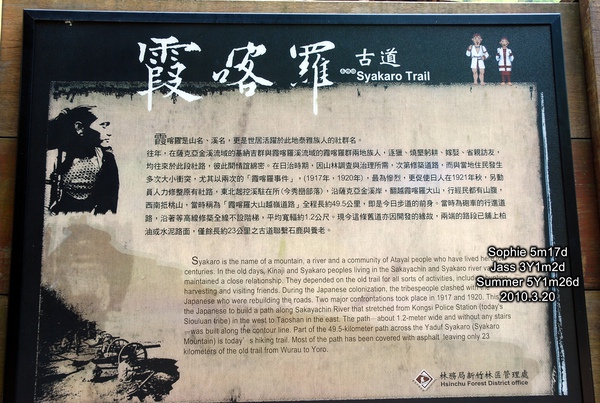 霞喀羅 古道
Syakaro Trail
霞喀羅是山名、溪名，更是世居活躍於此地泰雅族人的社群名。
往年，在薩克亞金溪流域的基納吉群與霞喀羅溪流域的霞喀羅群兩地族人，逐獵、燒墾躬耕、嫁娶、省親訪友，
均往來於此段社路，彼此間情誼綿密。在日治時期，因山林調查與治理所需，次第修築道路，而與當地住民發生
多次大小衝突，尤其以兩次的「霞喀羅事件」，(1917年、1920年)，最為慘烈，更促使日人在1921年秋，另動
員人力修整原有社路，東北起控溪駐在所(今秀巒部落)，沿薩克亞金溪岸，翻越霞喀羅大山，行經民都有山腹，
西南抵桃山，當時稱為「霞喀羅大山越嶺道路」全程長約49.5公里，即是今日步道的前身。當時為砲車的行進道
路，沿著等高線修築全線不設階梯，平均寬幅約1.2公尺。現今這條舊道亦因開發的緣故，兩端的路段已鋪上柏
油或水泥路面，僅餘長約23公里之古道聯繫石鹿與養老。
Syakaro is the name of a mountain, a river and a community of Atayal people who have lived here
centuries. In the old days, Kinaji and Syakaro peoples living in the Sakayachin and Syakaro river
maintained a close relationship. They depended on the old trail for all sorts of activities,
harvesting and visiting friends. During the Japanese colonization, the tribespeople clashed with
Japanese who were rebuilding the roads. Two major confrontations took place in 1917 and 1920.
the Japanese to build a path along Sakayachin River that stretched from Kongsi Police Station (today's
Siouluan tribe) in the west to Taoshan in the east. The path about 1.2-meter wide and without any stairs
was built along the contour line. Part of the 49.5-kilometer path across the Yaduf Syakaro (Syakaro
Mountain) is today's hiking trail. Most of the path has been covered with asphalt leaving only 23
kilometers of the old trail from Wurau to Yoro.
林務局新竹林區管理處
Hsinchu Forest District office
Sophie 5m17d
Jass 3Y1m2d
Summer 5Y1m26d
2010.3.20